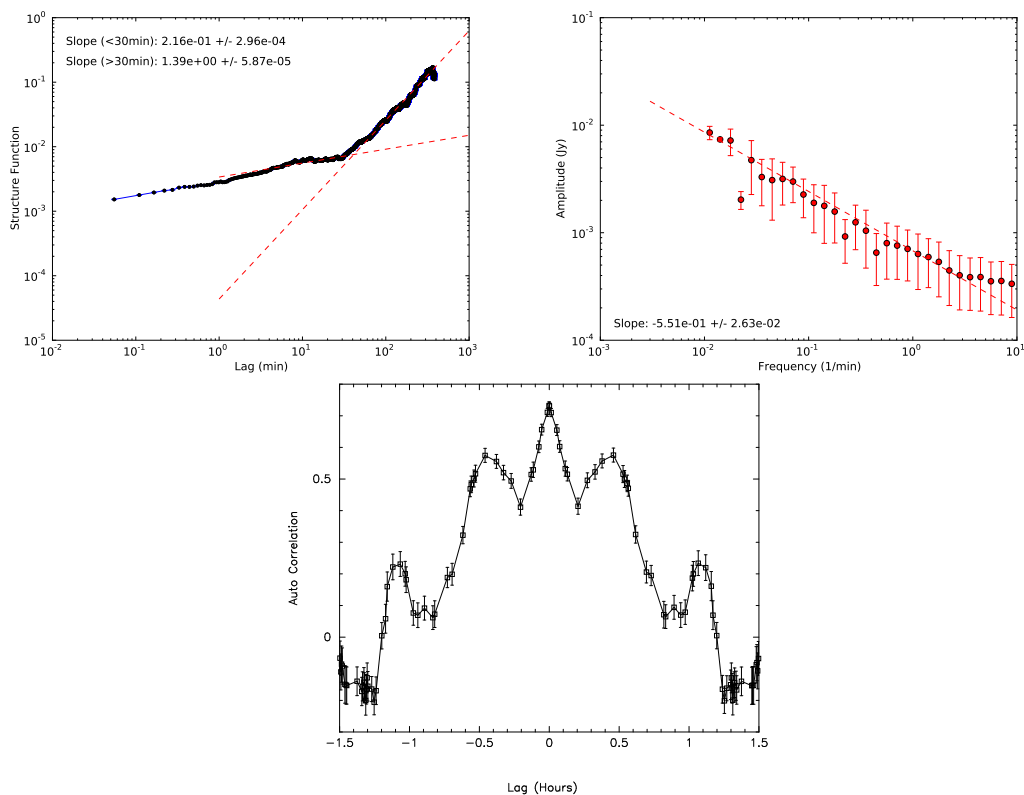 10^0
10^-1
10^-2
10^-3
10^-4
10^-5
Structure Function
Slope (<30min): 2.16e-01 +/- 2.96e-04
Slope (>30min): 1.39e+00 +/- 5.87e-05
10^-2 10^-1 10^0 10^1 10^2 10^3
Lag (min)
10^-1
10^-2
10^-3
10^-4
Amplitude (Jy)
Slope: -5.51e-01 +/- 2.63e-02
10^-3 10^-2 10^-1 10^0 10^1
Frequency (1/min)
0.5
0
Auto Correlation
−1.5 −1 −0.5 0 0.5 1 1.5
Lag (Hours)